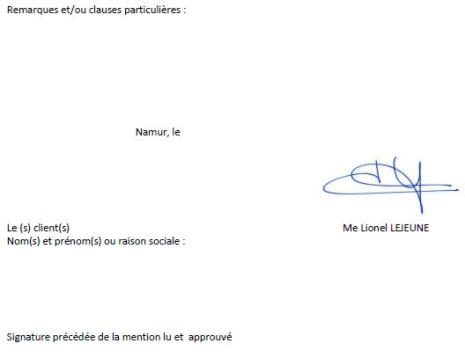 Remarques et/ou clauses particulières :
Namur, le
Le (s) client(s)
Me Lionel LEJEUNE
Nom(s) et prénom(s) ou raison sociale :
Signature précédée de la mention lu et approuvé